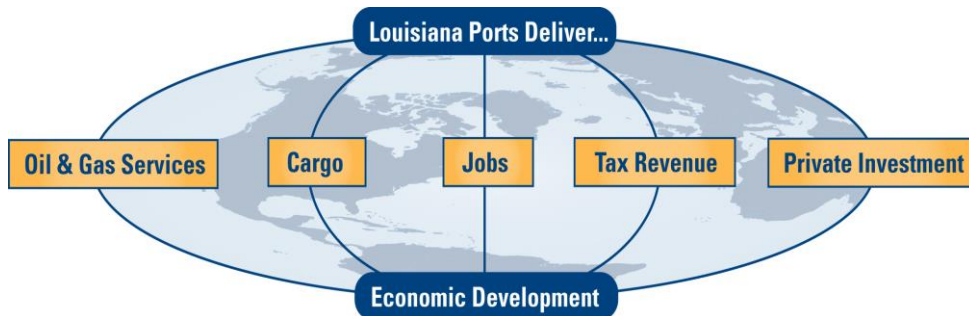 Louisiana Ports Deliver...
Oil & Gas Services
Cargo
Jobs
Tax Revenue
Private Investment
Economic Development